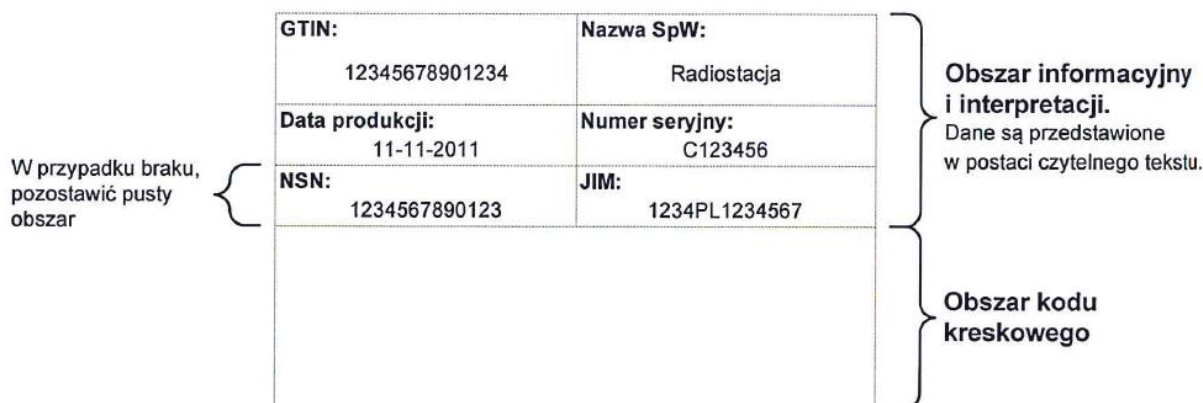 GTIN:
12345678901234
Nazwa SpW:
Radiostacja
Data produkcji:
11-11-2011
Numer seryjny:
C123456
NSN:
1234567890123
JIM:
1234PL1234567
W przypadku braku,
pozostawić pusty
obszar
Obszar informacyjny
i interpretacji.
Dane są przedstawione
w postaci czytelnego tekstu.
Obszar kodu
kreskowego